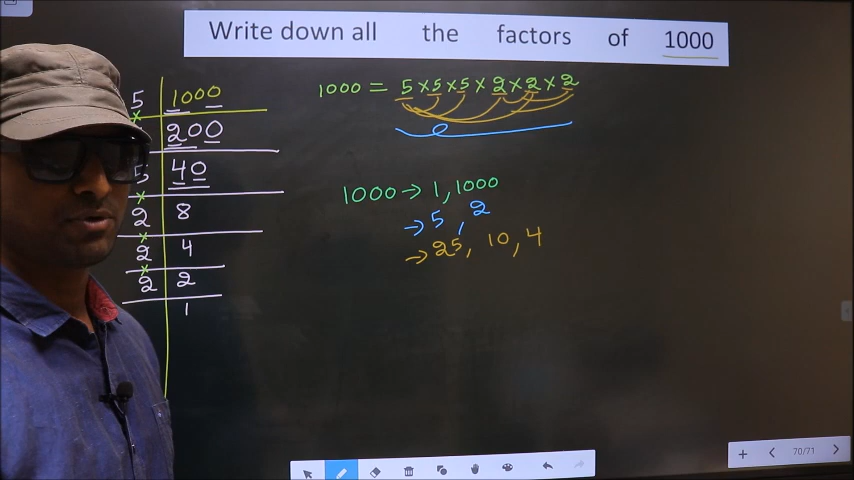 Write down all the factors of 1000
5 1000
200
5 40
2 8
2 4
2 2
1
1000 = 5 × 5 × 5 × 2 × 2 × 2
1000 → 1, 1000
→ 5, 2
→ 25, 10, 4
70/71